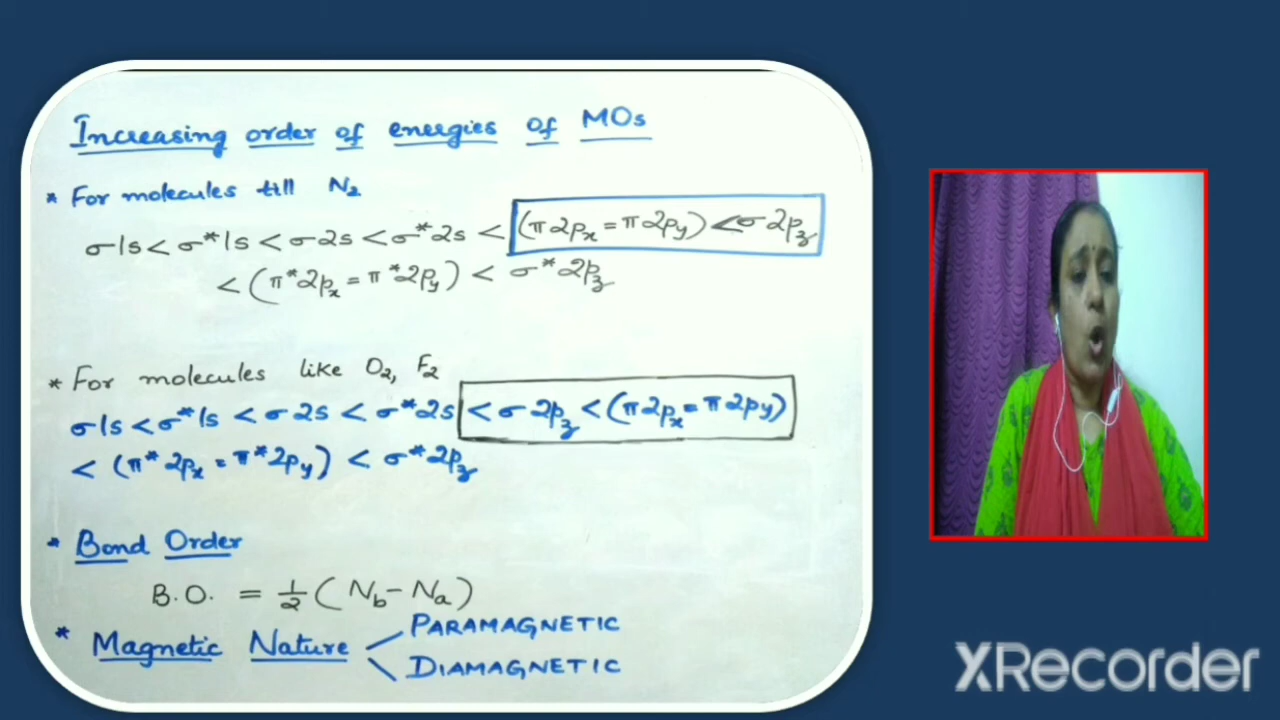 Increasing order of energies of MOs
* For molecules till N₂
σ1s < σ*1s < σ2s < σ*2s < (π2pₓ = π2py) < σ2pz
< (π*2pₓ = π*2py) < σ*2pz
* For molecules like O₂, F₂
σ1s < σ*1s < σ2s < σ*2s < σ2pz < (π2pₓ = π2py)
< (π*2pₓ = π*2py) < σ*2pz
* Bond Order
B.O. = ½ (Nb - Na)
* Magnetic Nature < PARAMAGNETIC
DIAMAGNETIC
XRecorder